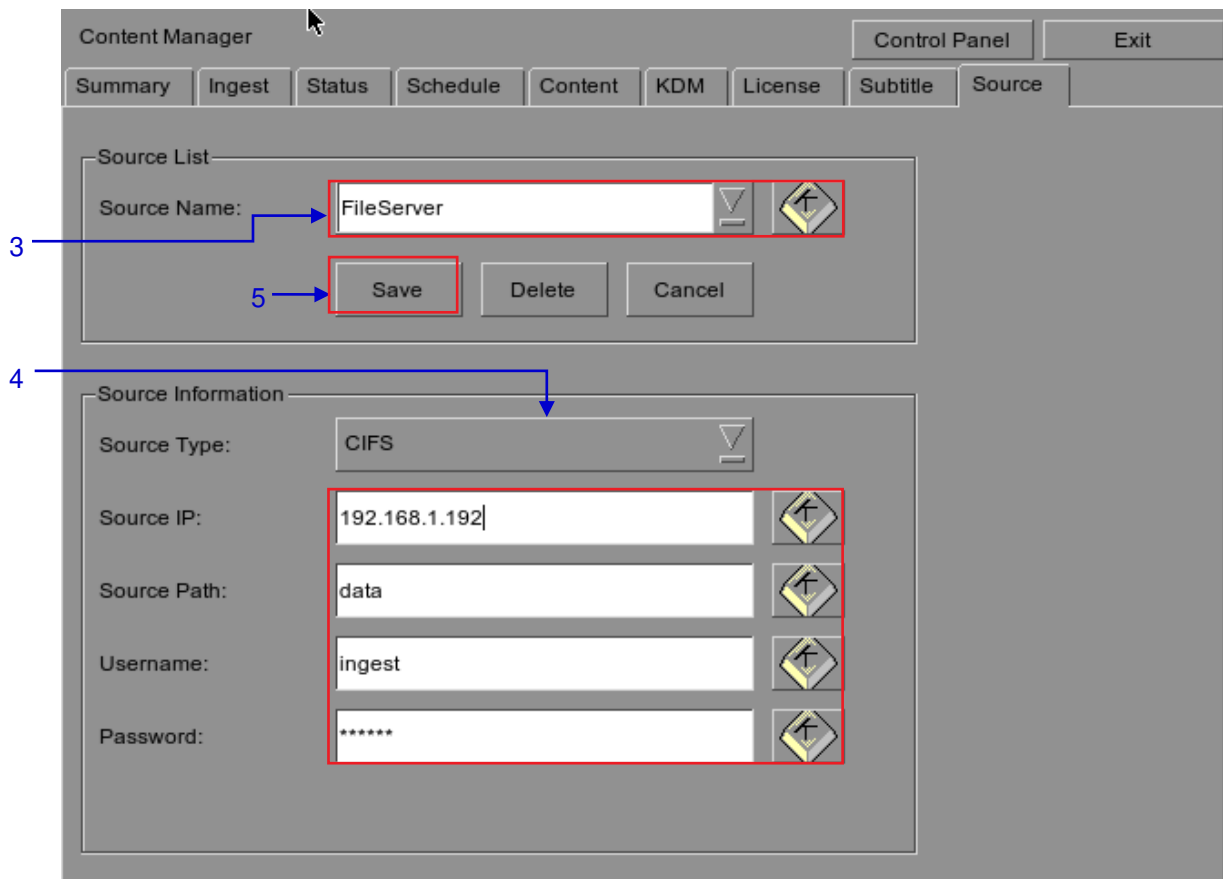 Content Manager
Control Panel
Exit
Summary Ingest Status Schedule Content KDM License Subtitle Source
Source List
Source Name: FileServer
3
5 Save Delete Cancel
4
Source Information
Source Type: CIFS
Source IP: 192.168.1.192
Source Path: data
Username: ingest
Password: ******